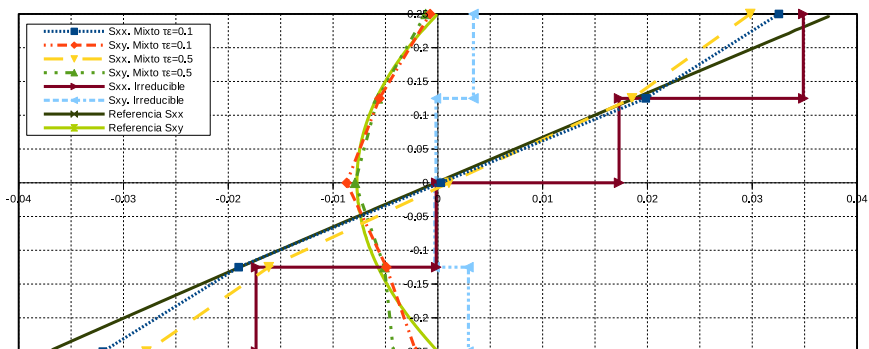 0.25
Sxx. Mixto τε=0.1
Sxy. Mixto τε=0.1
Sxx. Mixto τε=0.5
Sxy. Mixto τε=0.5
Sxx. Irreducible
Sxy. Irreducible
Referencia Sxx
Referencia Sxy
0.2
0.15
0.1
0.05
0
-0.04 -0.03 -0.02 -0.01 0 0.01 0.02 0.03 0.04
-0.05
-0.1
-0.15
-0.2